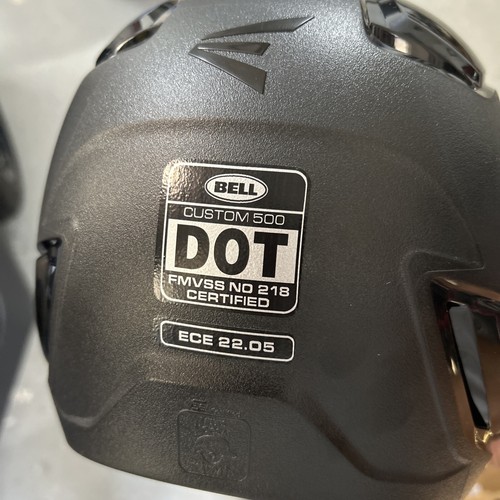 BELL
CUSTOM 500
DOT
FMVSS NO 218
CERTIFIED
ECE 22.05